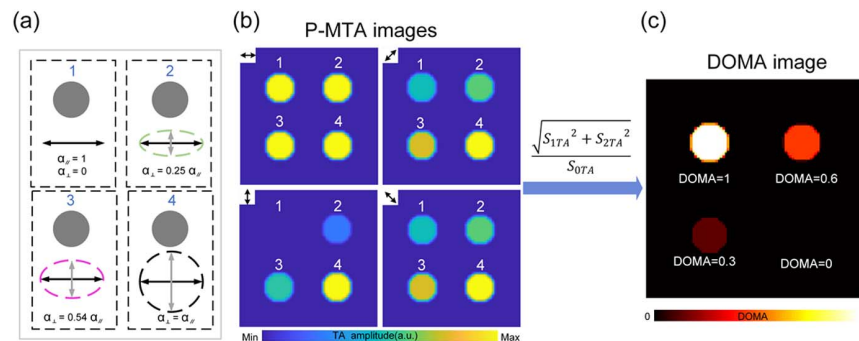 (a)
1
2
α∥ = 1
α⊥ = 0
α⊥ = 0.25 α∥
3
4
α⊥ = 0.54 α∥
α⊥ = α∥
(b)
P-MTA images
1 2
3 4
1 2
3 4
1 2
3 4
1 2
3 4
Min TA amplitude(a.u.) Max
√(S1TA² + S2TA²)
S0TA
(c)
DOMA image
DOMA=1
DOMA=0.6
DOMA=0.3
DOMA=0
0 DOMA 1